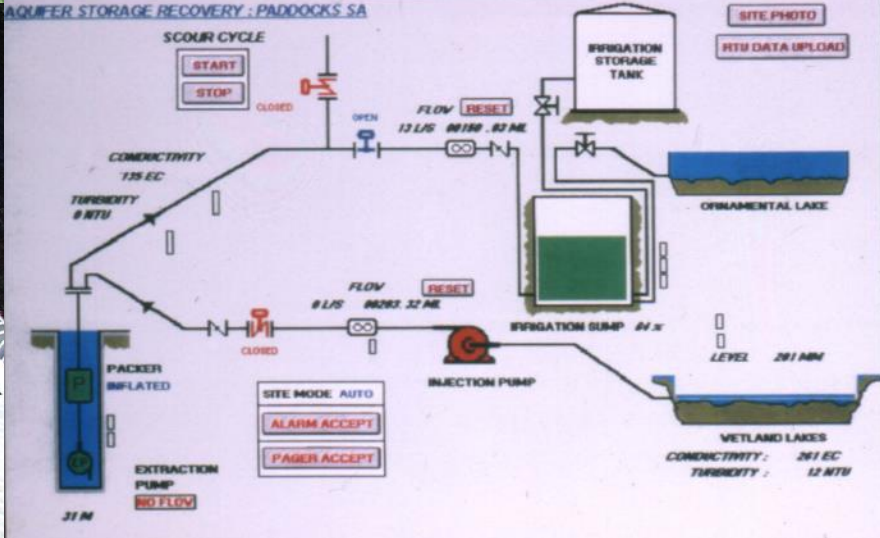 AQUIFER STORAGE RECOVERY : PADDOCKS SA
SCOUR CYCLE
START
STOP
CLOSED
OPEN
FLOW RESET
SITE PHOTO
RTU DATA UPLOAD
IRRIGATION
STORAGE
TANK
CONDUCTIVITY
135 EC
TURBIDITY
0 NTU
ORNAMENTAL LAKE
FLOW RESET
0 L/S
CLOSED
IRRIGATION SUMP
INJECTION PUMP
LEVEL 201 MM
PACKER
INFLATED
P
SITE MODE AUTO
ALARM ACCEPT
PAGER ACCEPT
WETLAND LAKES
CONDUCTIVITY : 261 EC
TURBIDITY : 12 NTU
EXTRACTION
PUMP
NO FLOW
31 M